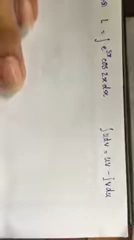 I = ∫ e^3x cos 2x dx
∫ u dv = uv - ∫ v du